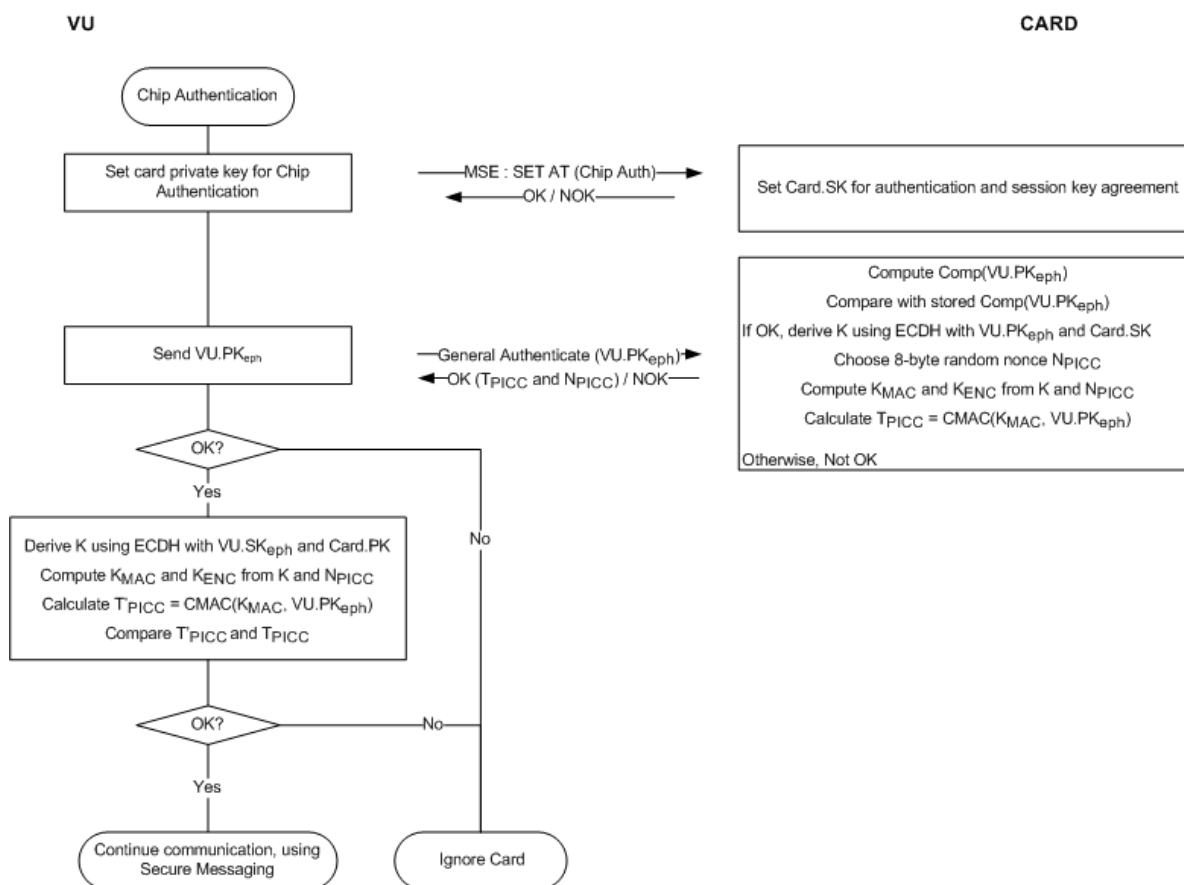 VU
CARD
Chip Authentication
Set card private key for Chip
Authentication
MSE : SET AT (Chip Auth)
OK / NOK
Set Card.SK for authentication and session key agreement
Send VU.PKeph
General Authenticate (VU.PKeph)
OK (TPICC and NPICC) / NOK
Compute Comp(VU.PKeph)
Compare with stored Comp(VU.PKeph)
If OK, derive K using ECDH with VU.PKeph and Card.SK
Choose 8-byte random nonce NPICC
Compute KMAC and KENC from K and NPICC
Calculate TPICC = CMAC(KMAC, VU.PKeph)
Otherwise, Not OK
OK?
Yes
No
Derive K using ECDH with VU.SKeph and Card.PK
Compute KMAC and KENC from K and NPICC
Calculate T'PICC = CMAC(KMAC, VU.PKeph)
Compare T'PICC and TPICC
OK?
No
Yes
Continue communication, using
Secure Messaging
Ignore Card